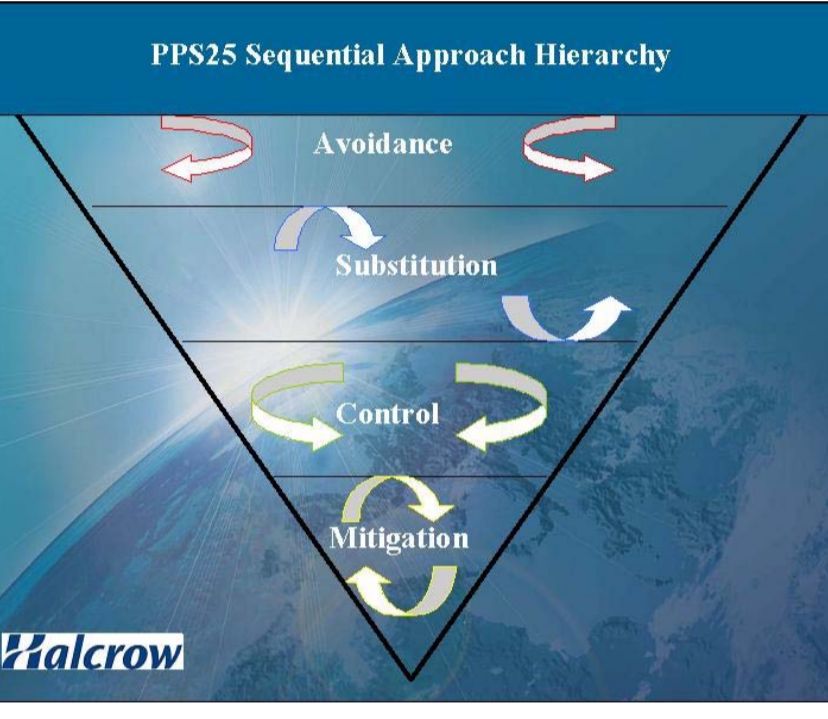 PPS25 Sequential Approach Hierarchy
Avoidance
Substitution
Control
Mitigation
Halcrow